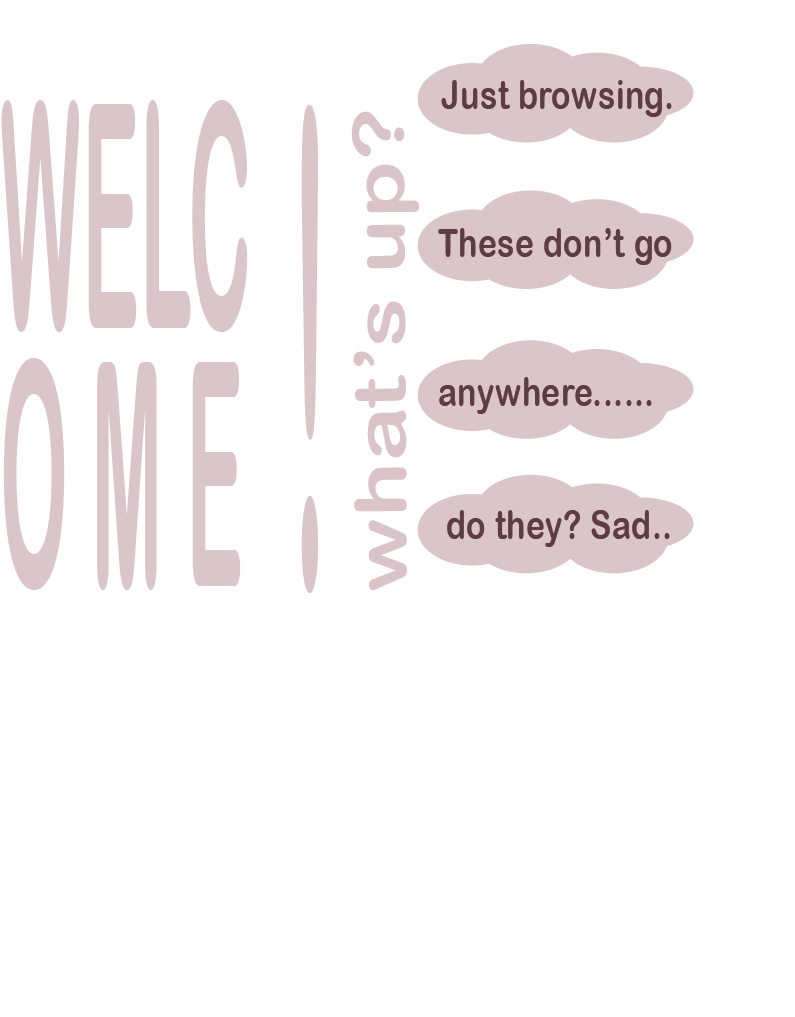 WELC
OME !
what's up?
Just browsing.
These don’t go
anywhere......
do they? Sad..